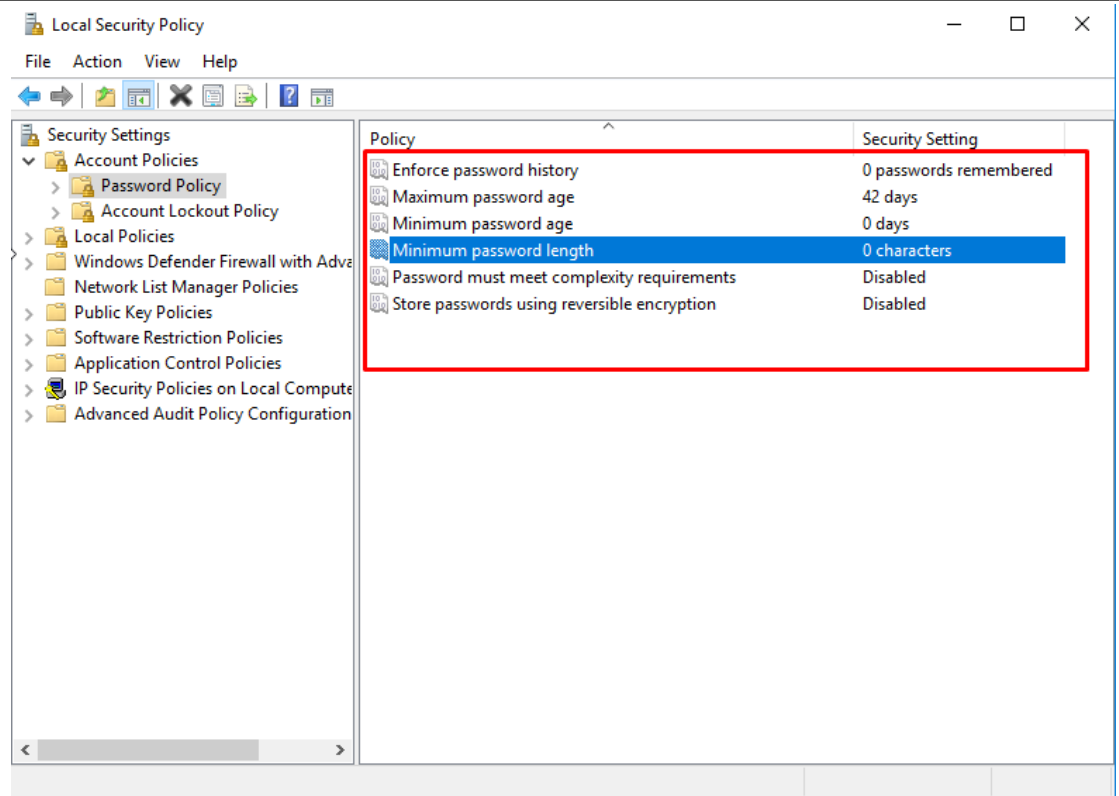 Local Security Policy
File Action View Help
Security Settings
Account Policies
Password Policy
Account Lockout Policy
Local Policies
Windows Defender Firewall with Adva
Network List Manager Policies
Public Key Policies
Software Restriction Policies
Application Control Policies
IP Security Policies on Local Compute
Advanced Audit Policy Configuration
Policy Security Setting
Enforce password history 0 passwords remembered
Maximum password age 42 days
Minimum password age 0 days
Minimum password length 0 characters
Password must meet complexity requirements Disabled
Store passwords using reversible encryption Disabled